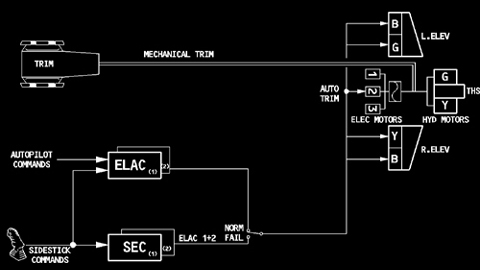 B
L.ELEV
G
MECHANICAL TRIM
TRIM
1
G
AUTO
TRIM
2
THS
3
Y
ELEC MOTORS
HYD MOTORS
Y
R.ELEV
B
AUTOPILOT
COMMANDS
ELAC (1)
(2)
NORM
FAIL
ELAC 1+2
SEC (1)
(2)
SIDESTICK
COMMANDS